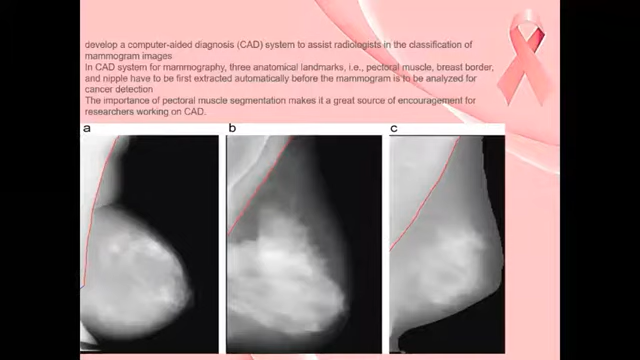 develop a computer-aided diagnosis (CAD) system to assist radiologists in the classification of
mammogram images
In CAD system for mammography, three anatomical landmarks, i.e., pectoral muscle, breast border,
and nipple have to be first extracted automatically before the mammogram is to be analyzed for
cancer detection
The importance of pectoral muscle segmentation makes it a great source of encouragement for
researchers working on CAD.
a b c